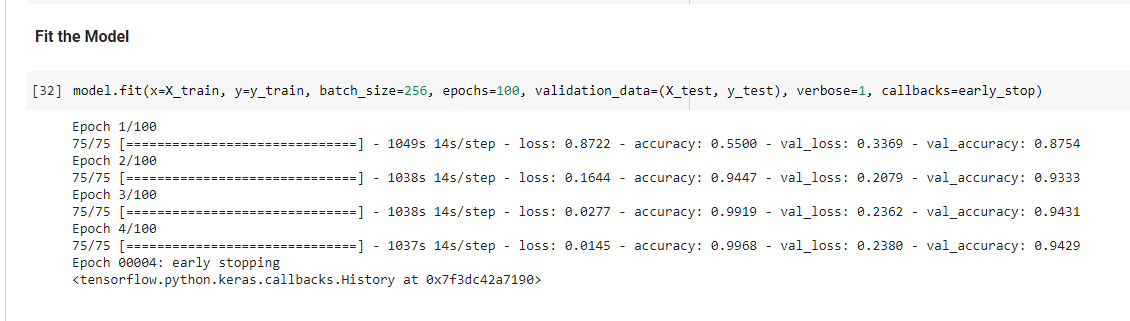 Fit the Model
[32] model.fit(x=X_train, y=y_train, batch_size=256, epochs=100, validation_data=(X_test, y_test), verbose=1, callbacks=early_stop)
Epoch 1/100
75/75 [==============================] - 1049s 14s/step - loss: 0.8722 - accuracy: 0.5500 - val_loss: 0.3369 - val_accuracy: 0.8754
Epoch 2/100
75/75 [==============================] - 1038s 14s/step - loss: 0.1644 - accuracy: 0.9447 - val_loss: 0.2079 - val_accuracy: 0.9333
Epoch 3/100
75/75 [==============================] - 1038s 14s/step - loss: 0.0277 - accuracy: 0.9919 - val_loss: 0.2362 - val_accuracy: 0.9431
Epoch 4/100
75/75 [==============================] - 1037s 14s/step - loss: 0.0145 - accuracy: 0.9968 - val_loss: 0.2380 - val_accuracy: 0.9429
Epoch 00004: early stopping
<tensorflow.python.keras.callbacks.History at 0x7f3dc42a7190>